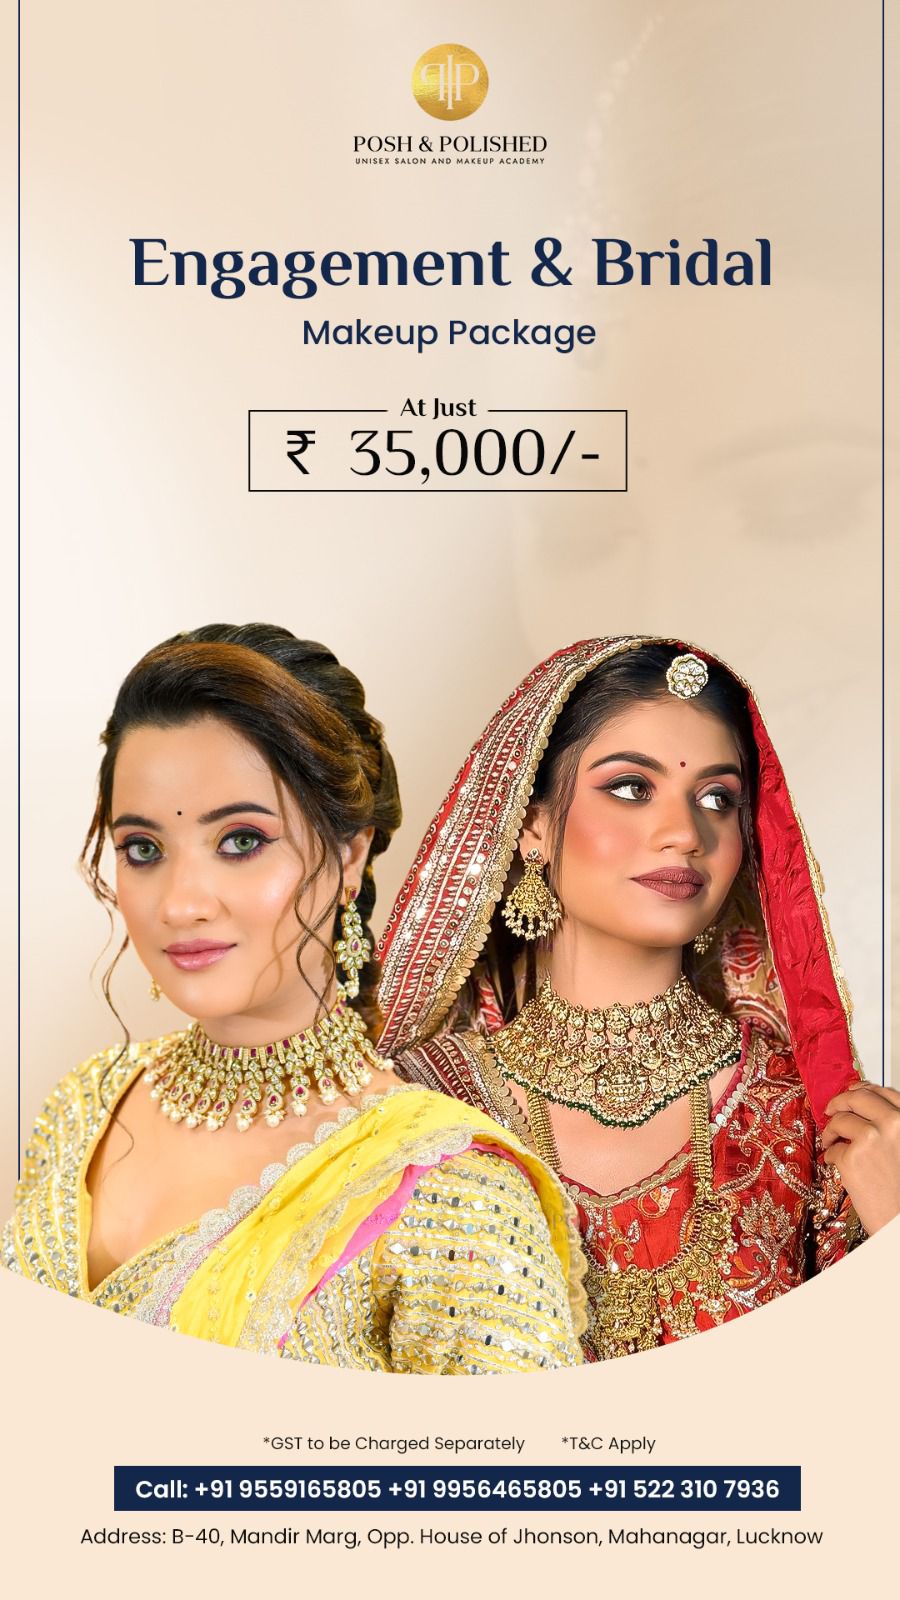 PIP
POSH & POLISHED
UNISEX SALON AND MAKEUP ACADEMY
Engagement & Bridal
Makeup Package
At Just
₹ 35,000/-
*GST to be Charged Separately *T&C Apply
Call: +91 9559165805 +91 9956465805 +91 522 310 7936
Address: B-40, Mandir Marg, Opp. House of Jhonson, Mahanagar, Lucknow